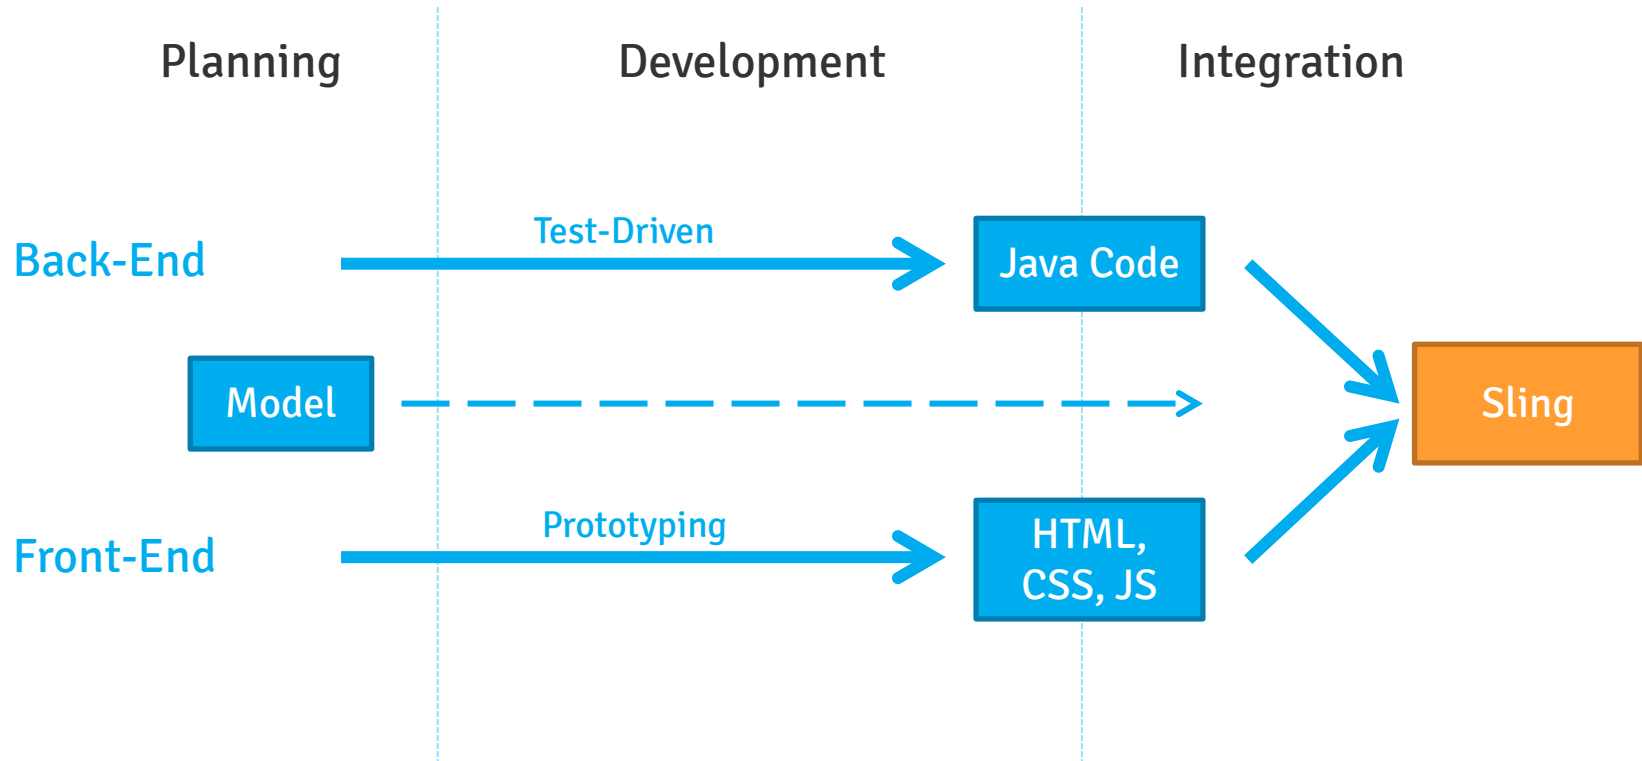 Planning
Development
Integration
Test-Driven
Back-End
Java Code
Model
Sling
Prototyping
Front-End
HTML,
CSS, JS